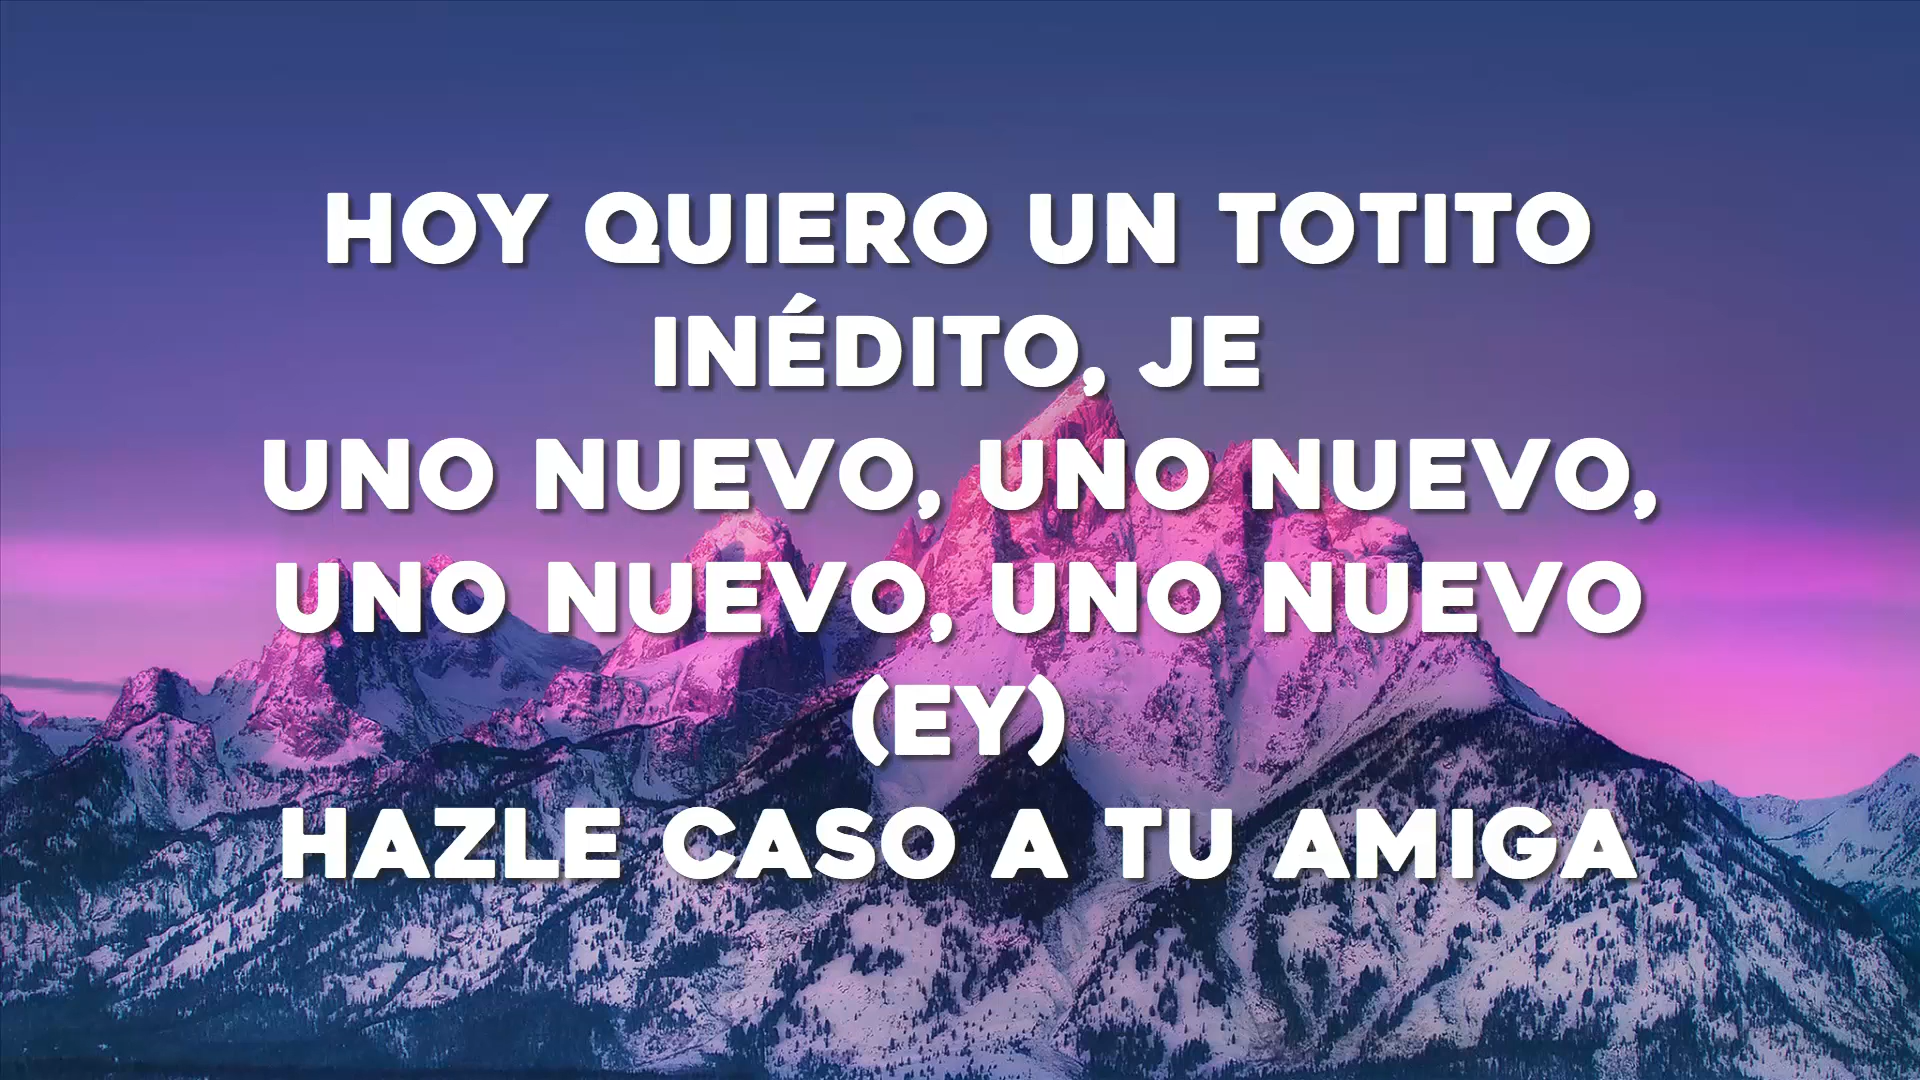 HOY QUIERO UN TOTITO
INÉDITO, JE
UNO NUEVO, UNO NUEVO,
UNO NUEVO, UNO NUEVO
(EY)
HAZLE CASO A TU AMIGA